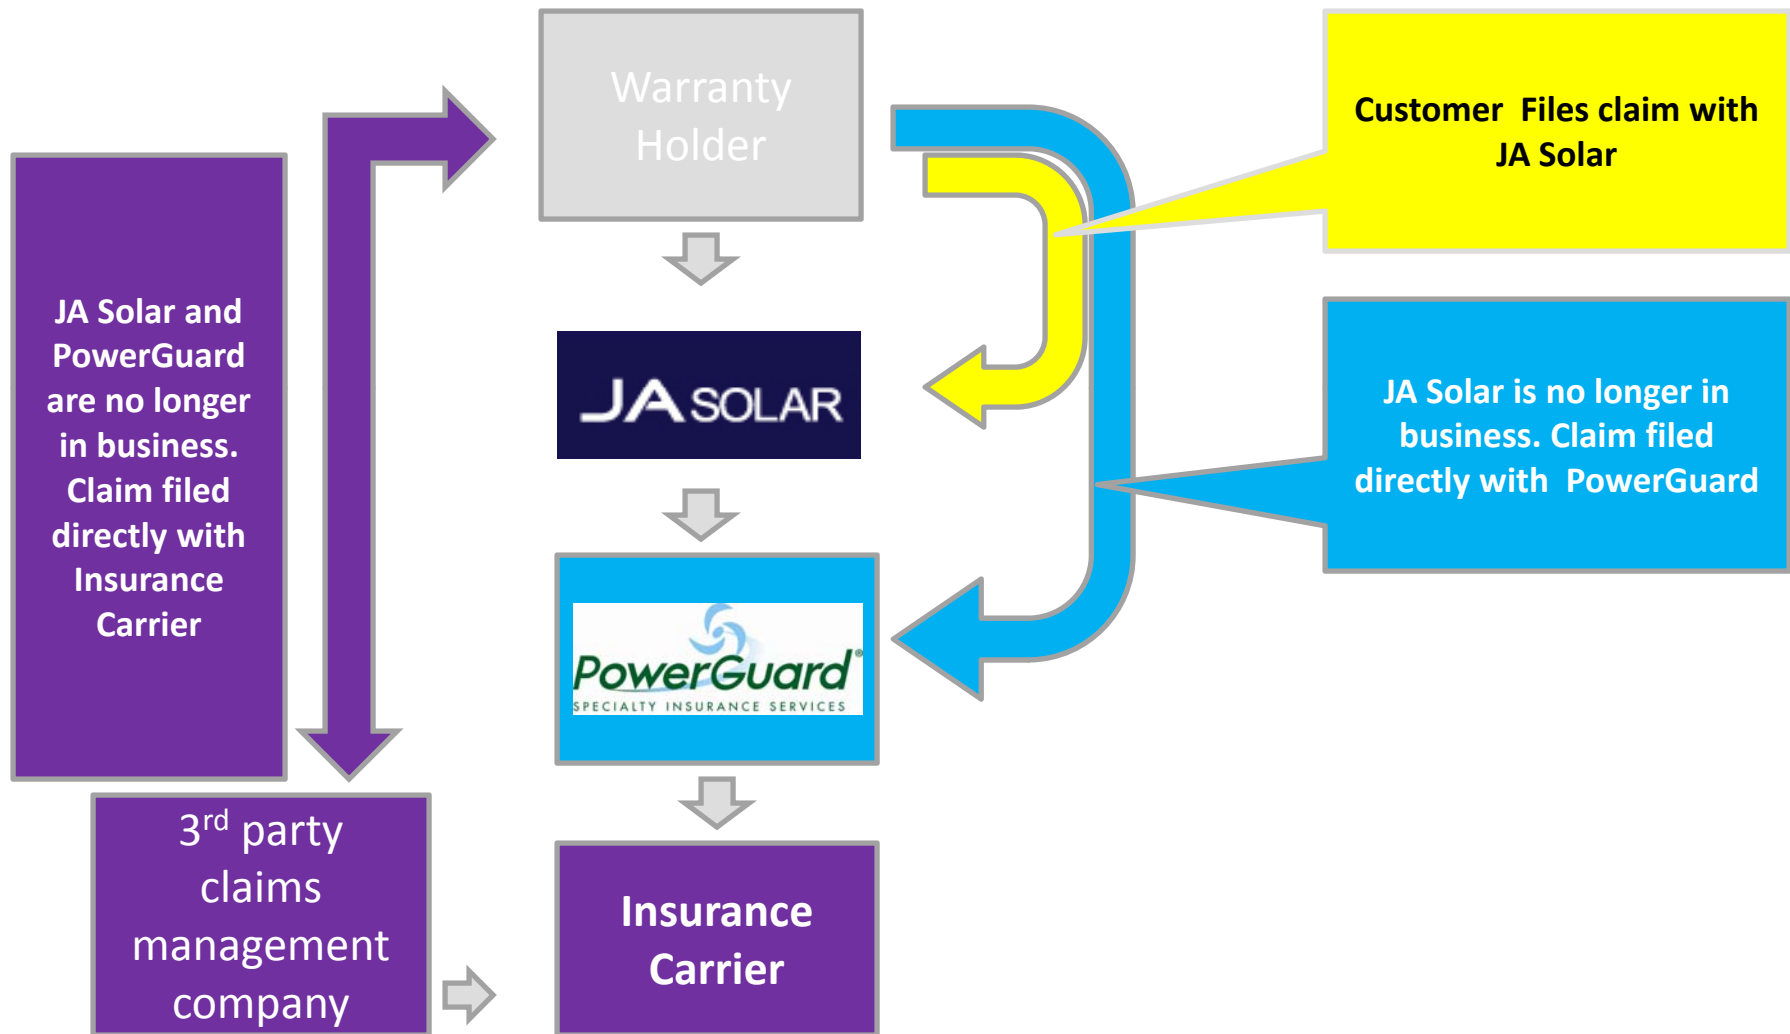 Warranty
Holder
Customer  Files claim with
JA Solar
JA Solar and
PowerGuard
are no longer
in business.
Claim filed
directly with
Insurance
Carrier
JA SOLAR
JA Solar is no longer in
business. Claim filed
directly with  PowerGuard
PowerGuard®
SPECIALTY INSURANCE SERVICES
3rd party
claims
management
company
Insurance
Carrier